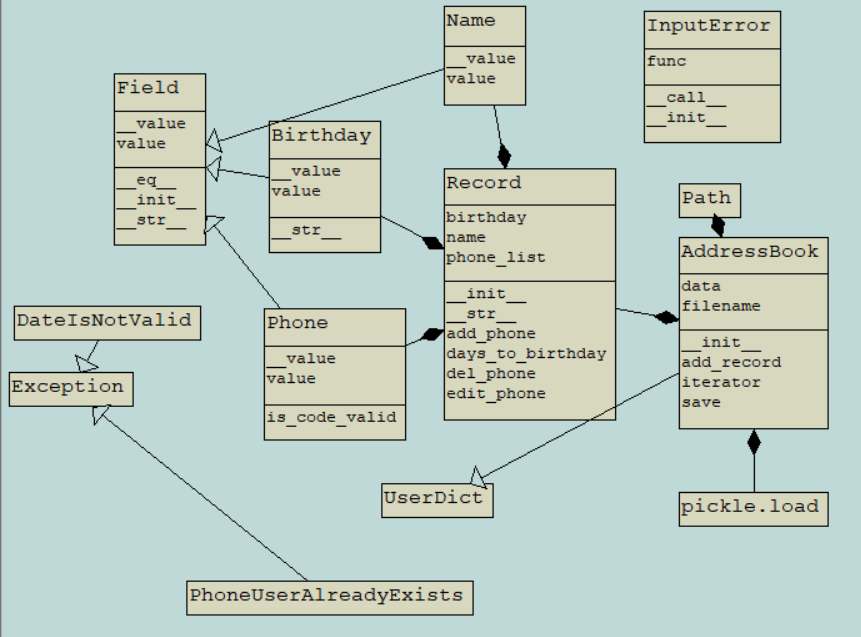 Name
__value
value
InputError
func
__call__
__init__
Field
__value
value
__eq__
__init__
__str__
Birthday
__value
value
__str__
Record
birthday
name
phone_list
__init__
__str__
add_phone
days_to_birthday
del_phone
edit_phone
Path
AddressBook
data
filename
__init__
add_record
iterator
save
DateIsNotValid
Exception
Phone
__value
value
is_code_valid
UserDict
pickle.load
PhoneUserAlreadyExists